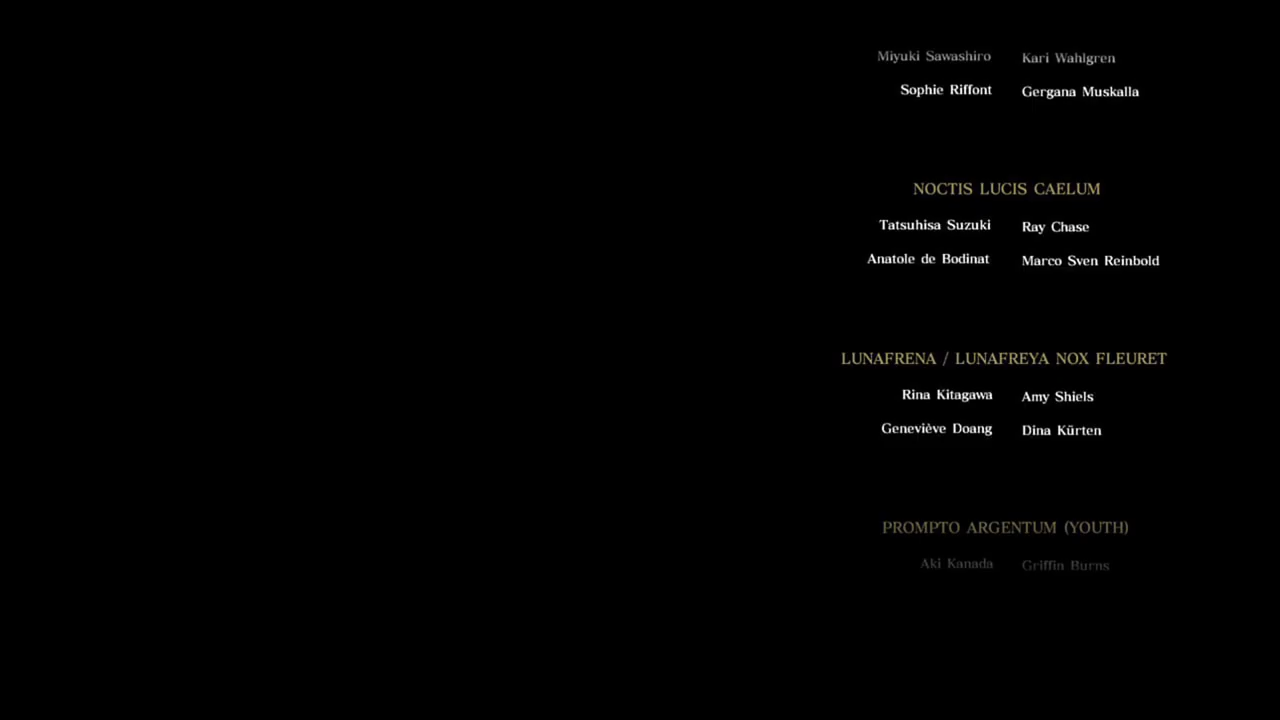 Miyuki Sawashiro Kari Wahlgren
Sophie Riffont Gergana Muskalla
NOCTIS LUCIS CAELUM
Tatsuhisa Suzuki Ray Chase
Anatole de Bodinat Marco Sven Reinbold
LUNAFRENA / LUNAFREYA NOX FLEURET
Rina Kitagawa Amy Shiels
Geneviève Doang Dina Kürten
PROMPTO ARGENTUM (YOUTH)
Aki Kanada Griffin Burns